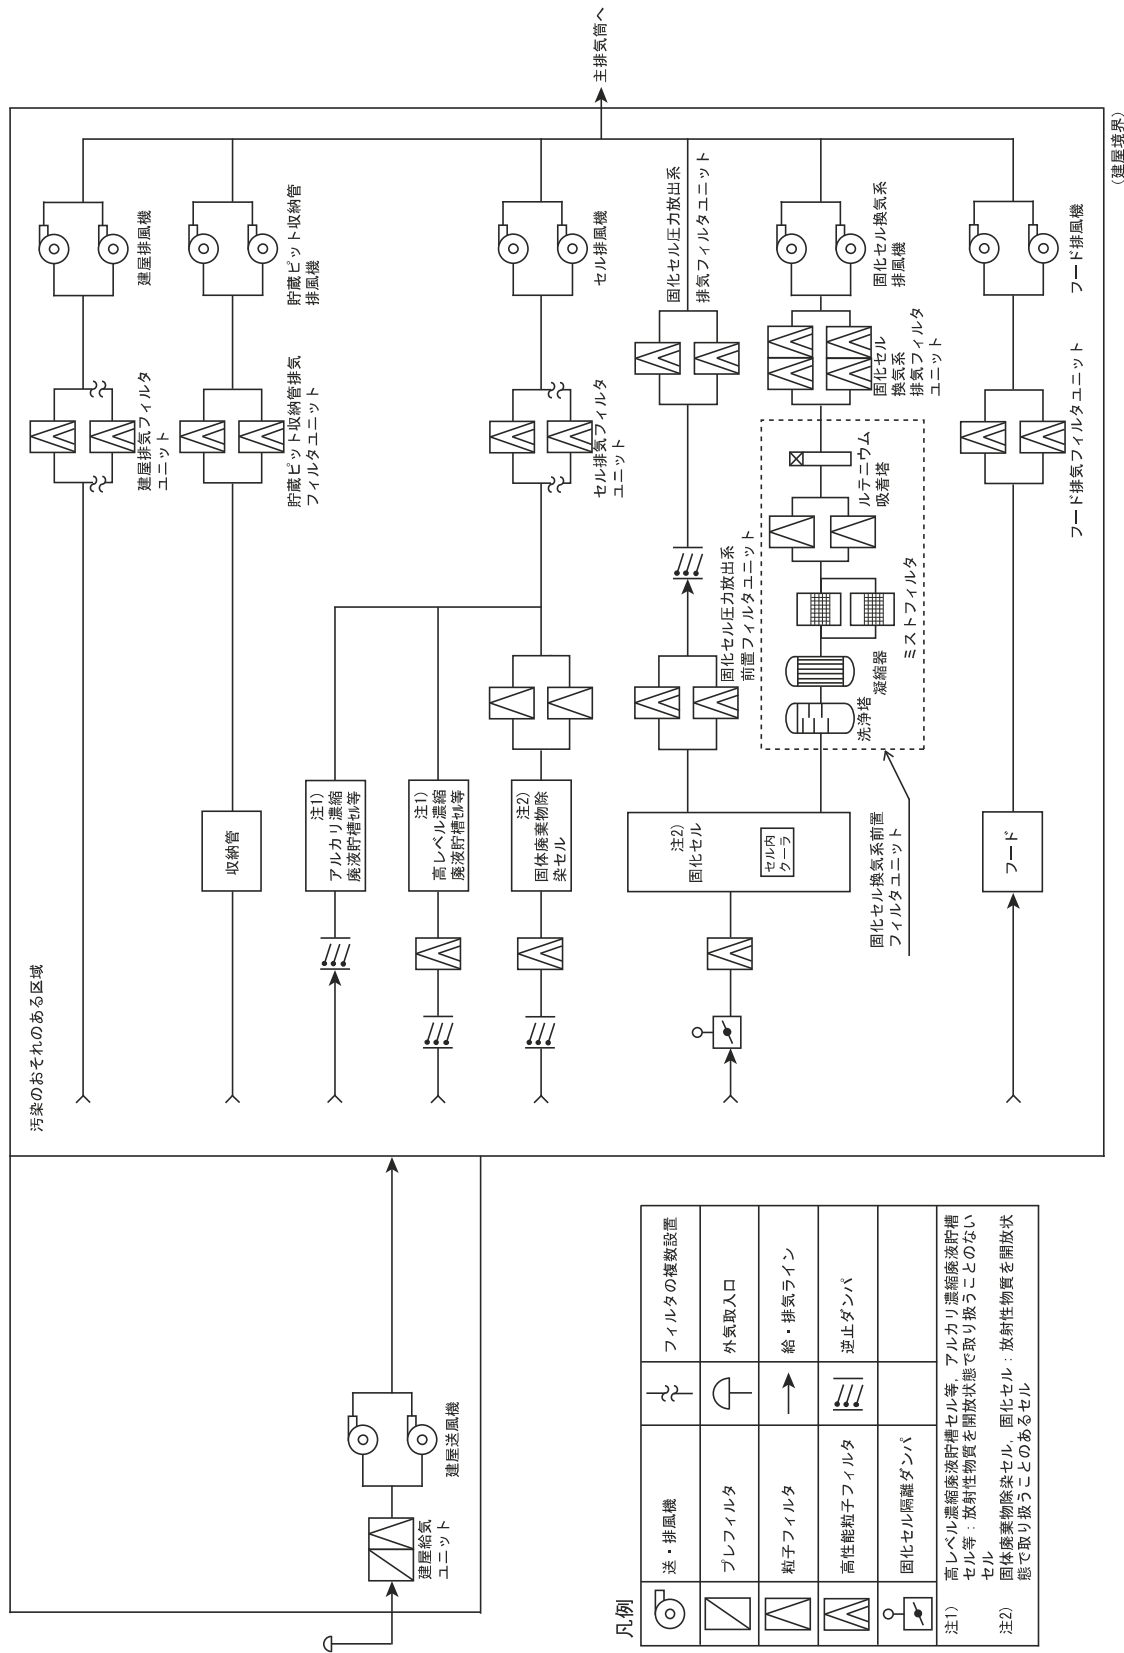 主排気筒へ
（建屋境界）
汚染のおそれのある区域
建屋排風機
貯蔵ピット収納管
排風機
セル排風機
固化セル圧力放出系
排気フィルタユニット
固化セル換気系
排風機
フード排風機
建屋排気フィルタ
ユニット
貯蔵ピット収納管排気
フィルタユニット
セル排気フィルタ
ユニット
固化セル
換気系
排気フィルタ
ユニット
フード排気フィルタユニット
固化セル圧力放出系
前置フィルタユニット
ルテニウム
吸着塔
ミストフィルタ
凝縮器
洗浄塔
収納管
注1）
アルカリ濃縮
廃液貯槽ｾﾙ等
注1）
高レベル濃縮
廃液貯槽ｾﾙ等
注2）
固体廃棄物除
染セル
注2）
固化セル
セル内
クーラ
固化セル換気系前置
フィルタユニット
フード
建屋送風機
建屋給気
ユニット
凡例
送・排風機
フィルタの複数設置
プレフィルタ
外気取入口
粒子フィルタ
給・排気ライン
高性能粒子フィルタ
逆止ダンパ
固化セル隔離ダンパ
注1） 高レベル濃縮廃液貯槽セル等，アルカリ濃縮廃液貯槽
セル等：放射性物質を開放状態で取り扱うことのない
セル
注2） 固体廃棄物除染セル，固化セル：放射性物質を開放状
態で取り扱うことのあるセル